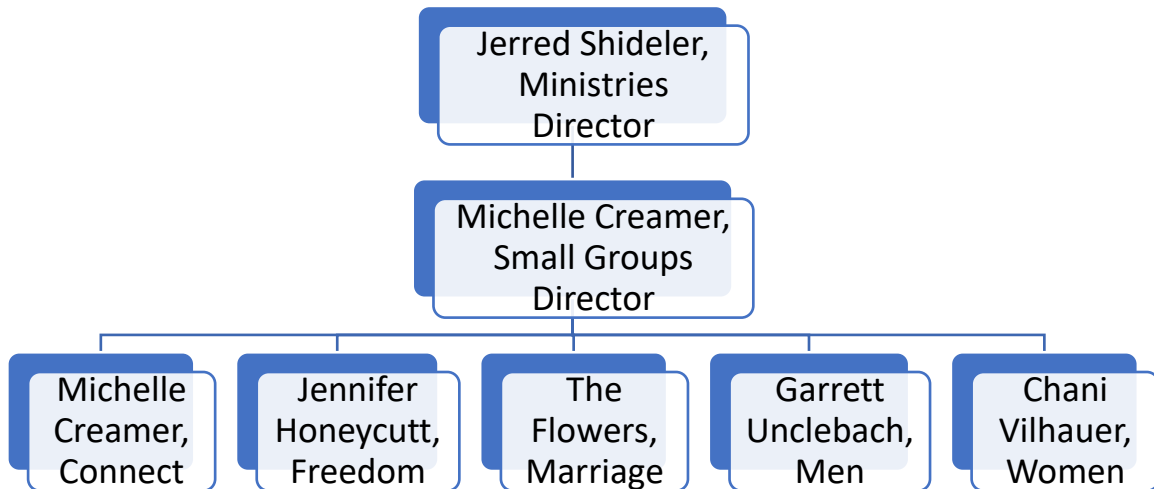 Jerred Shideler,
Ministries
Director
Michelle Creamer,
Small Groups
Director
Michelle
Creamer,
Connect
Jennifer
Honeycutt,
Freedom
The
Flowers,
Marriage
Garrett
Unclebach,
Men
Chani
Vilhauer,
Women